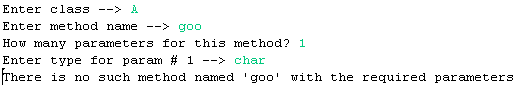 Enter class --> A
Enter method name --> goo
How many parameters for this method? 1
Enter type for param # 1 --> char
There is no such method named 'goo' with the required parameters